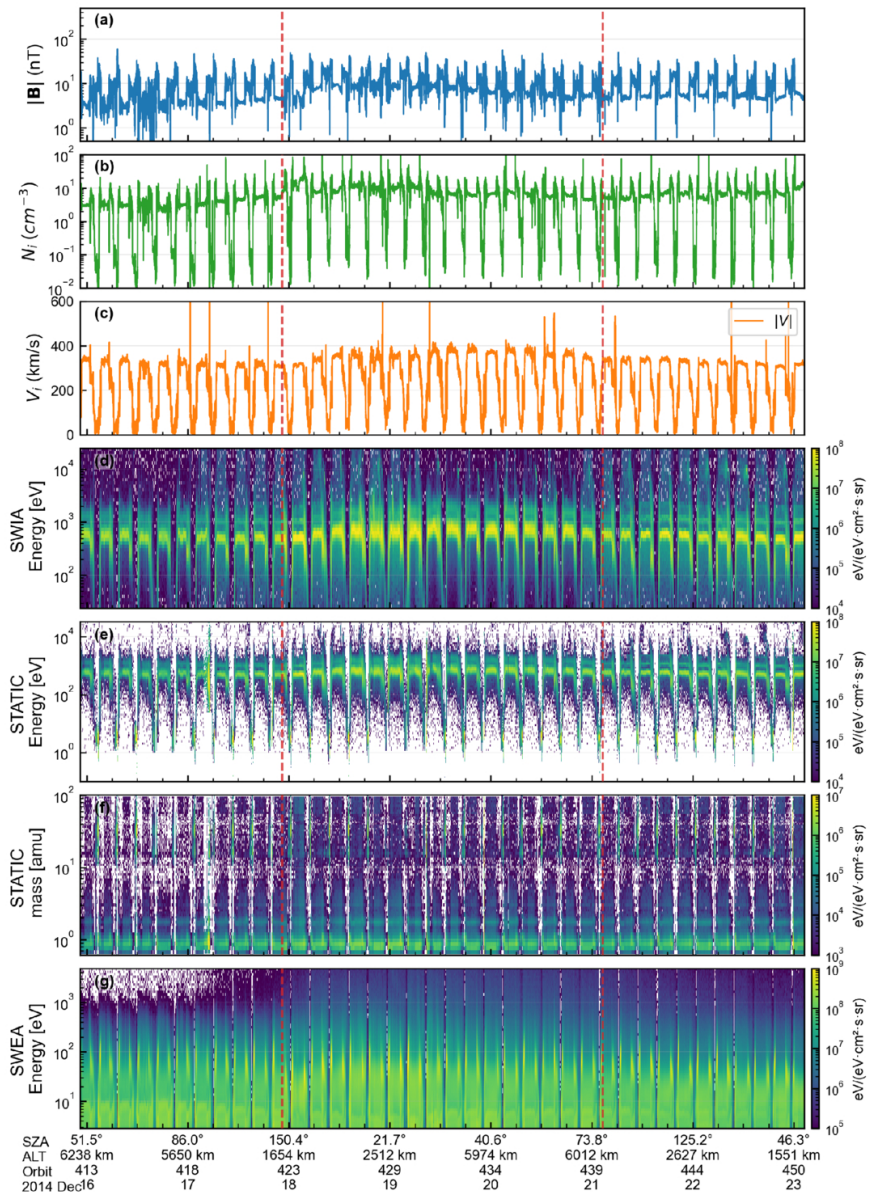 (a)
10²
10¹
10⁰
|B| (nT)
(b)
10²
10¹
10⁰
10⁻¹
10⁻²
Nᵢ (cm⁻³)
(c)
600
400
200
0
Vᵢ (km/s)
|V|
(d)
10⁴
10³
10²
SWIA
Energy [eV]
10⁸
10⁷
10⁶
10⁵
10⁴
eV/(eV·cm²·s·sr)
(e)
10⁴
10²
10⁰
STATIC
Energy [eV]
10⁸
10⁷
10⁶
10⁵
10⁴
eV/(eV·cm²·s·sr)
(f)
10²
10¹
10⁰
STATIC
mass [amu]
10⁷
10⁶
10⁵
10⁴
10³
eV/(eV·cm²·s·sr)
(g)
10³
10²
10¹
SWEA
Energy [eV]
10⁹
10⁸
10⁷
10⁶
10⁵
eV/(eV·cm²·s·sr)
SZA 51.5° 86.0° 150.4° 21.7° 40.6° 73.8° 125.2° 46.3°
ALT 6238 km 5650 km 1654 km 2512 km 5974 km 6012 km 2627 km 1551 km
Orbit 413 418 423 429 434 439 444 450
2014 Dec16 17 18 19 20 21 22 23